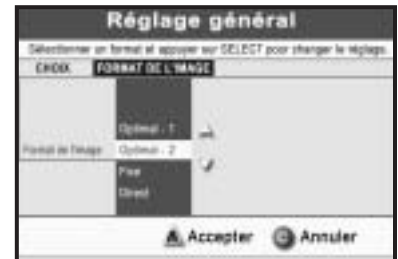 Réglage général
Sélectionner un format et appuyer sur SELECT pour changer le réglage.
CHOIX FORMAT DE L'IMAGE
Optimal - 1
Format de l'image Optimal - 2
Fixe
Direct
Accepter Annuler